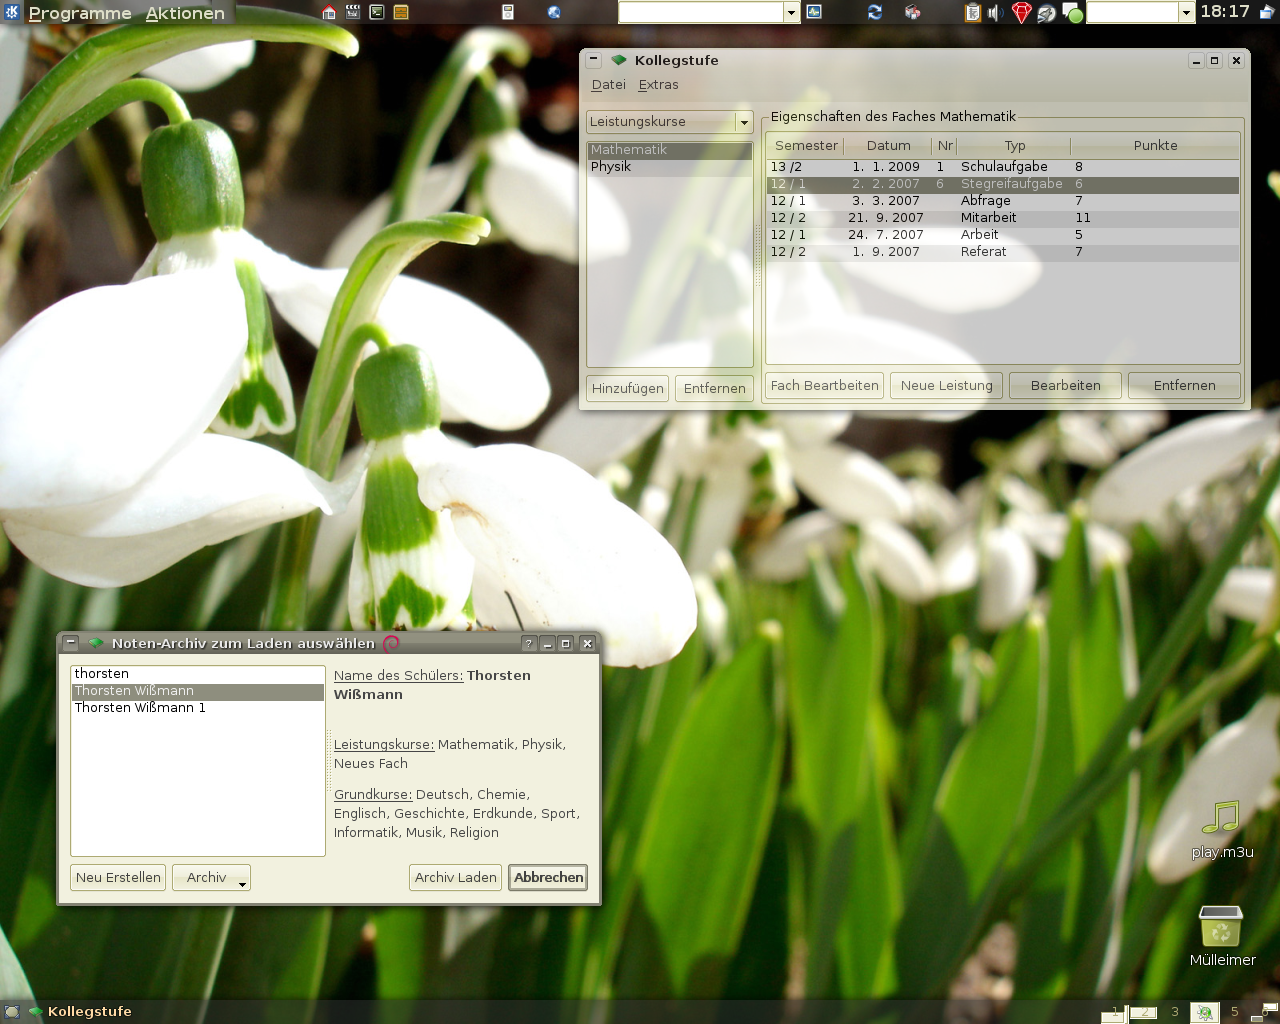 Programme Aktionen 18:17
Kollegstufe
Datei Extras
Leistungskurse
Mathematik
Physik
Hinzufügen Entfernen
Eigenschaften des Faches Mathematik
Semester Datum Nr Typ Punkte
13 /2 1. 1. 2009 1 Schulaufgabe 8
12 / 1 2. 2. 2007 6 Stegreifaufgabe 6
12 / 1 3. 3. 2007 Abfrage 7
12 / 2 21. 9. 2007 Mitarbeit 11
12 / 1 24. 7. 2007 Arbeit 5
12 / 2 1. 9. 2007 Referat 7
Fach Beartbeiten Neue Leistung Bearbeiten Entfernen
Noten-Archiv zum Laden auswählen
thorsten
Thorsten Wißmann
Thorsten Wißmann 1
Name des Schülers: Thorsten
Wißmann
Leistungskurse: Mathematik, Physik,
Neues Fach
Grundkurse: Deutsch, Chemie,
Englisch, Geschichte, Erdkunde, Sport,
Informatik, Musik, Religion
Neu Erstellen Archiv Archiv Laden Abbrechen
play.m3u
Mülleimer
Kollegstufe 1 2 3 5